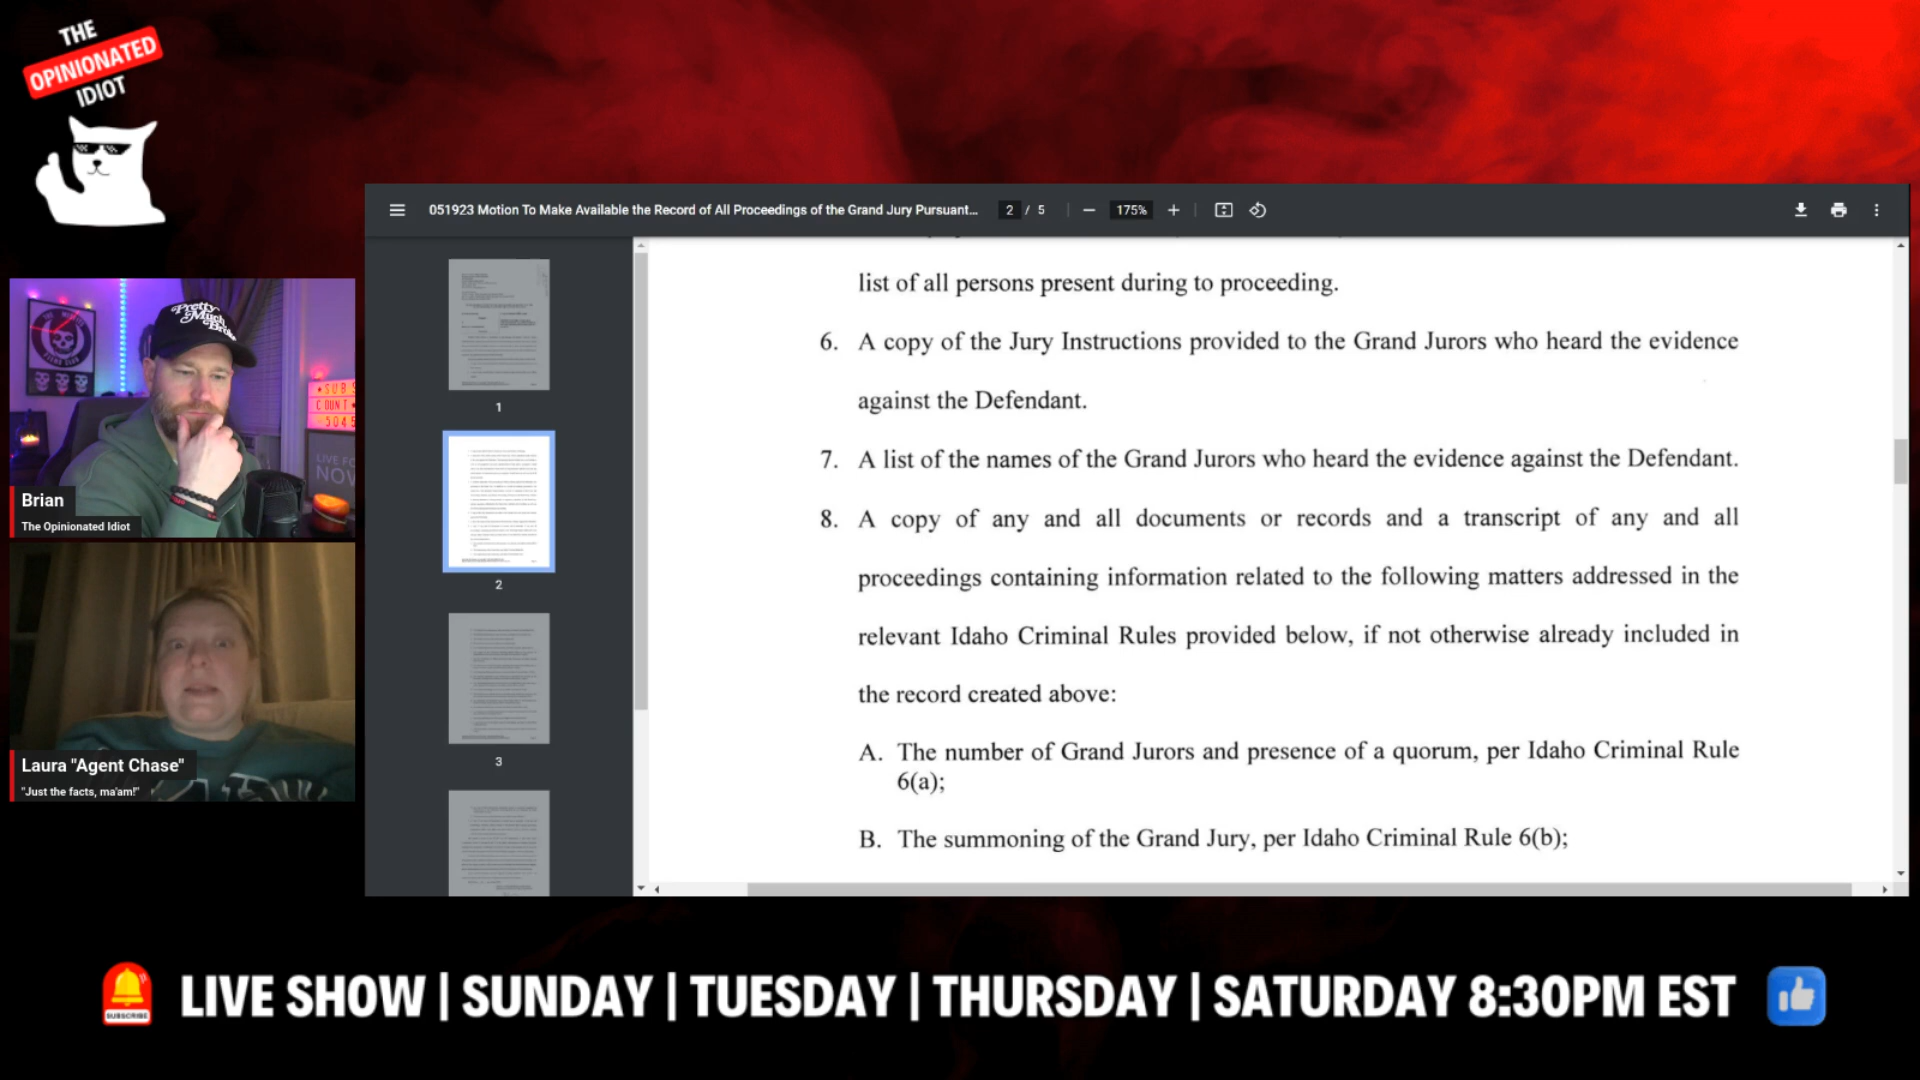 THE
OPINIONATED
IDIOT
051923 Motion To Make Available the Record of All Proceedings of the Grand Jury Pursuant...
2 / 5
175%
list of all persons present during to proceeding.
6. A copy of the Jury Instructions provided to the Grand Jurors who heard the evidence
against the Defendant.
7. A list of the names of the Grand Jurors who heard the evidence against the Defendant.
8. A copy of any and all documents or records and a transcript of any and all
proceedings containing information related to the following matters addressed in the
relevant Idaho Criminal Rules provided below, if not otherwise already included in
the record created above:
A. The number of Grand Jurors and presence of a quorum, per Idaho Criminal Rule
6(a);
B. The summoning of the Grand Jury, per Idaho Criminal Rule 6(b);
1
2
3
Pretty
Much
SUB
COUNT
5045
LIVE
NOW
Brian
The Opinionated Idiot
Laura "Agent Chase"
"Just the facts, ma'am!"
SUBSCRIBE
LIVE SHOW | SUNDAY | TUESDAY | THURSDAY | SATURDAY 8:30PM EST